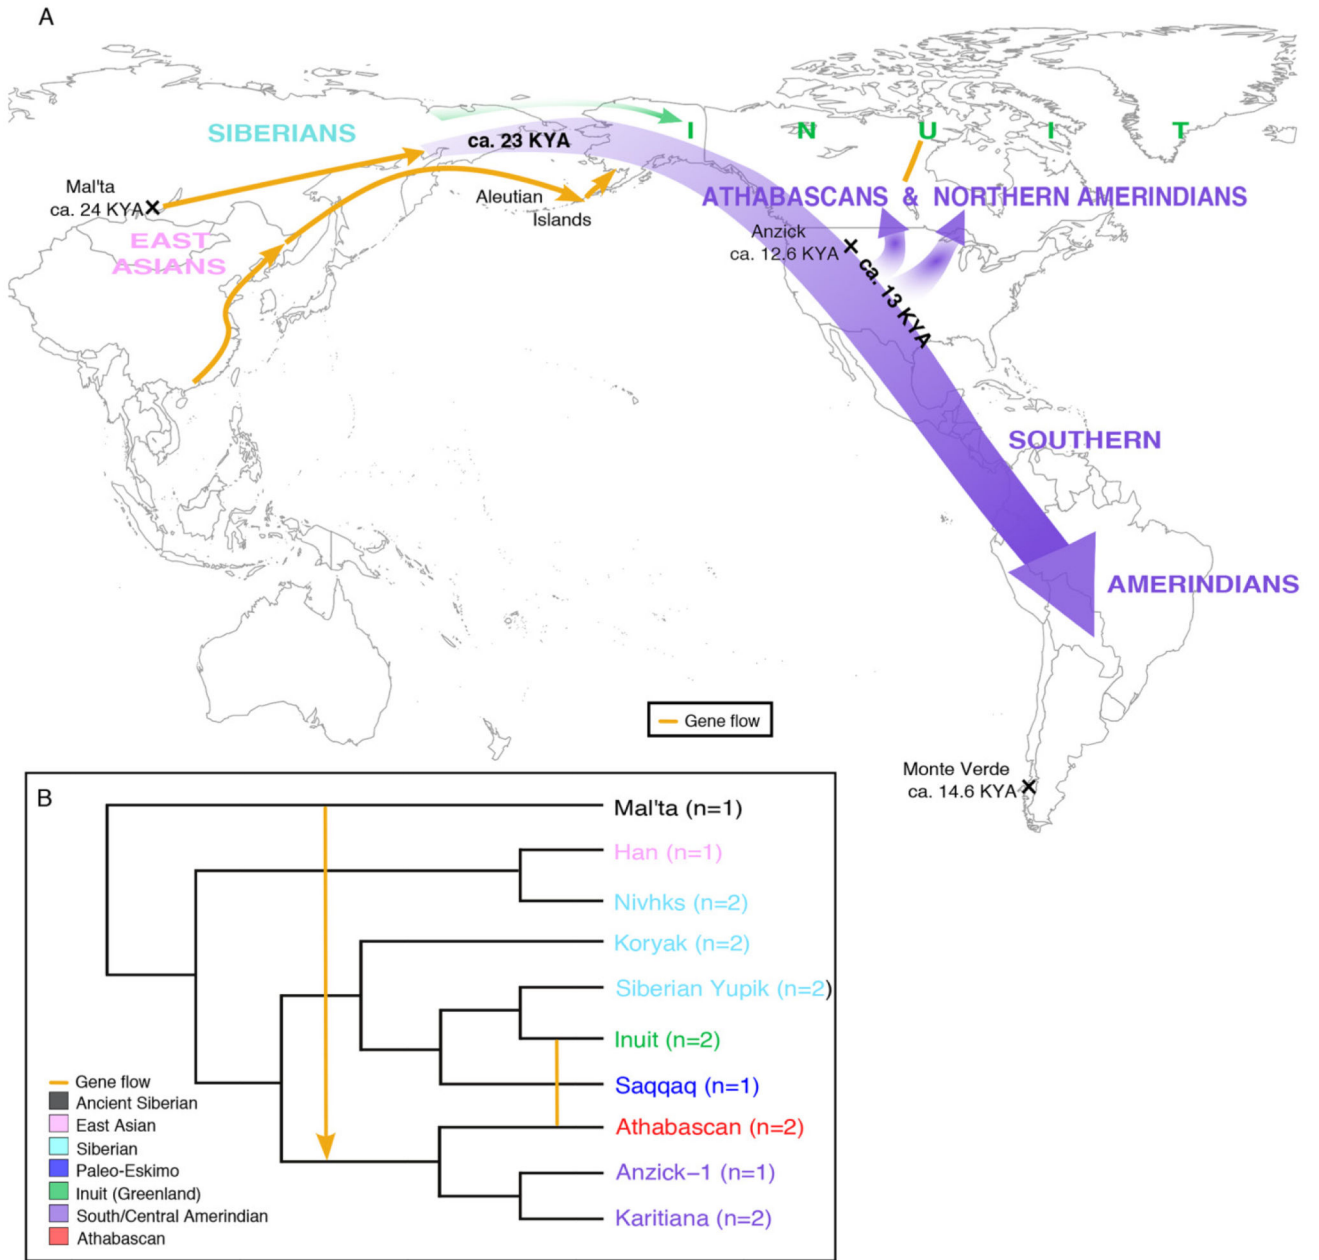 A
SIBERIANS
ca. 23 KYA
I N U I T
Mal'ta
ca. 24 KYA
Aleutian
Islands
ATHABASCANS & NORTHERN AMERINDIANS
EAST
ASIANS
Anzick
ca. 12.6 KYA
ca. 13 KYA
SOUTHERN
AMERINDIANS
Gene flow
Monte Verde
ca. 14.6 KYA
B
Mal'ta (n=1)
Han (n=1)
Nivhks (n=2)
Koryak (n=2)
Siberian Yupik (n=2)
Inuit (n=2)
Saqqaq (n=1)
Athabascan (n=2)
Anzick–1 (n=1)
Karitiana (n=2)
Gene flow
Ancient Siberian
East Asian
Siberian
Paleo-Eskimo
Inuit (Greenland)
South/Central Amerindian
Athabascan